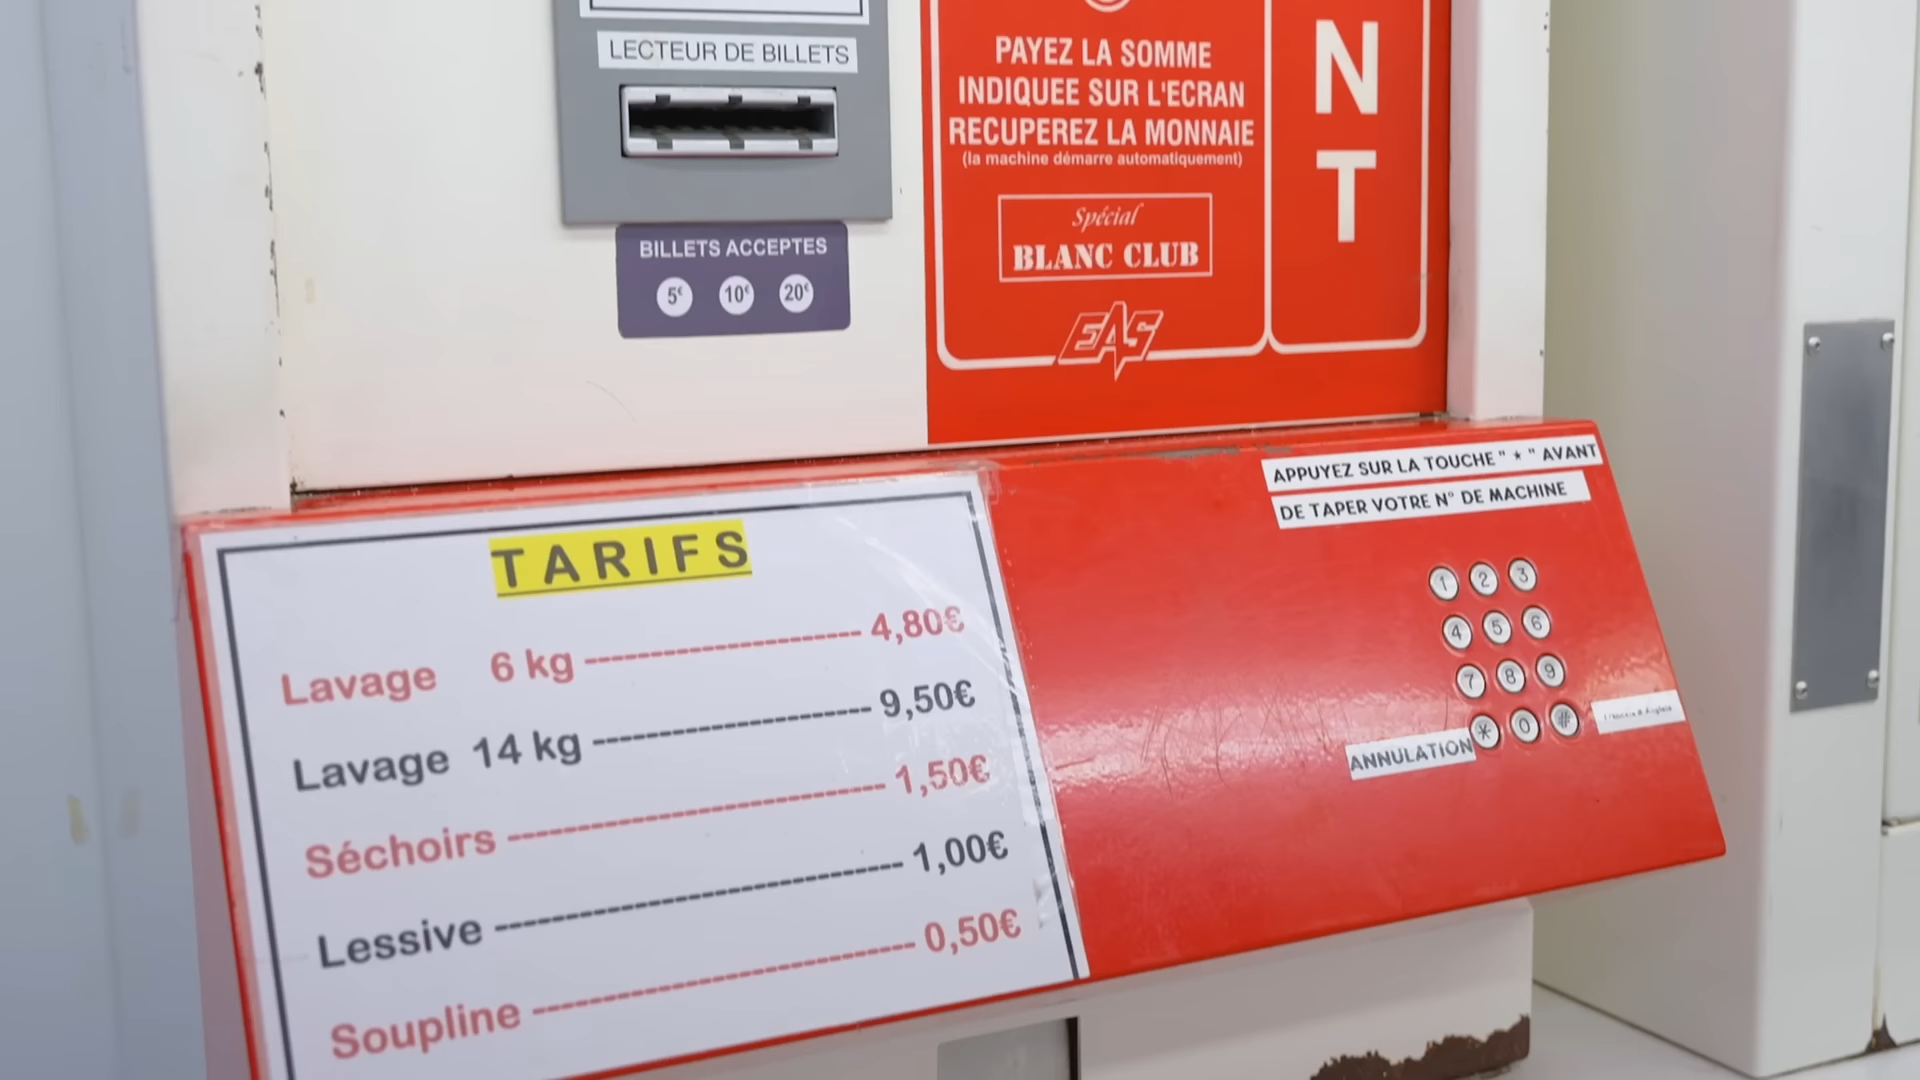 LECTEUR DE BILLETS
BILLETS ACCEPTES
5€ 10€ 20€
PAYEZ LA SOMME
INDIQUEE SUR L'ECRAN
RECUPEREZ LA MONNAIE
(la machine démarre automatiquement)
Spécial
BLANC CLUB
EAS
N
T
TARIFS
Lavage 6 kg ---------------------- 4,80€
Lavage 14 kg ---------------------- 9,50€
Séchoirs ------------------------------ 1,50€
Lessive --------------------------------- 1,00€
Soupline ------------------------------- 0,50€
APPUYEZ SUR LA TOUCHE " * " AVANT
DE TAPER VOTRE N° DE MACHINE
1 2 3
4 5 6
7 8 9
* 0 #
ANNULATION